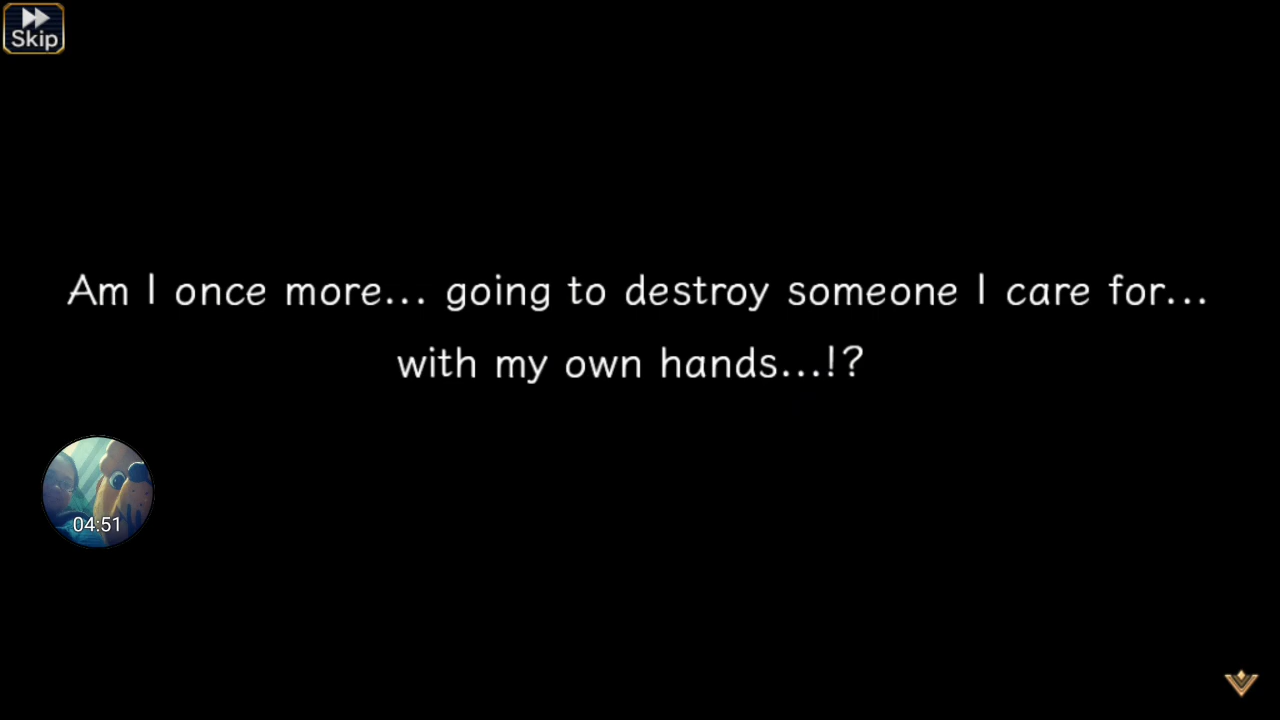 Skip
Am I once more... going to destroy someone I care for...
with my own hands...!?
04:51